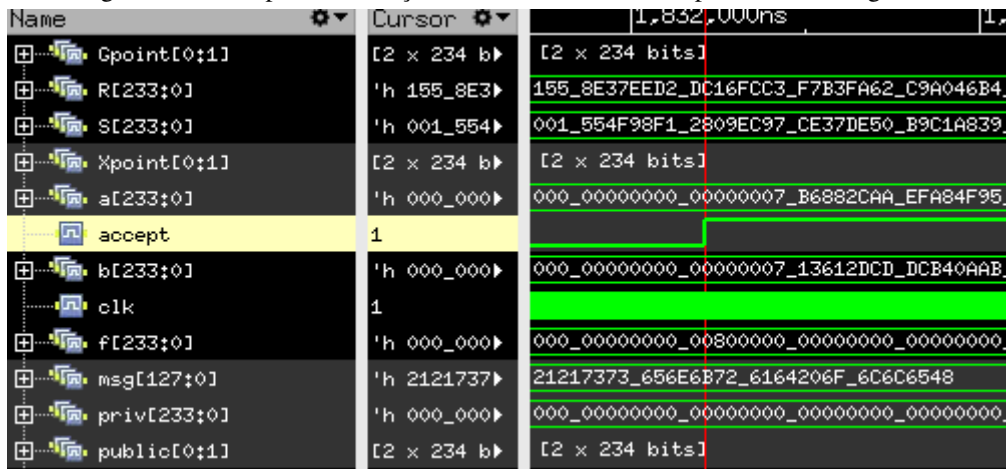 Name Cursor 1,832,000ns 1,
Gpoint[0:1] [2 × 234 b [2 × 234 bits]
R[233:0] 'h 155_8E3 155_8E37EED2_DC16FCC3_F7B3FA62_C9A046B4_
S[233:0] 'h 001_554 001_554F98F1_2809EC97_CE37DE50_B9C1A839_
Xpoint[0:1] [2 × 234 b [2 × 234 bits]
a[233:0] 'h 000_000 000_00000000_00000007_B6882CAA_EFA84F95_
accept 1
b[233:0] 'h 000_000 000_00000000_00000007_13612DCD_DCB40AAB_
clk 1
f[233:0] 'h 000_000 000_00000000_00800000_00000000_00000000_
msg[127:0] 'h 2121737 21217373_656E6B72_6164206F_6C6C6548
priv[233:0] 'h 000_000 000_00000000_00000000_00000000_00000000_
public[0:1] [2 × 234 b [2 × 234 bits]